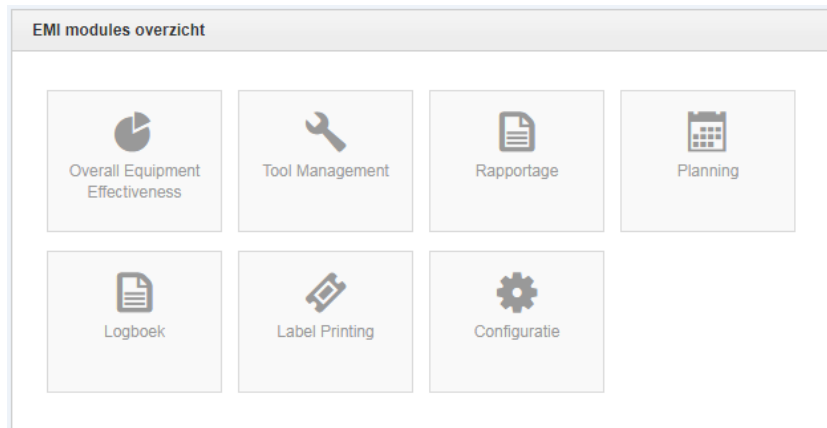 EMI modules overzicht
Overall Equipment
Effectiveness
Tool Management
Rapportage
Planning
Logboek
Label Printing
Configuratie